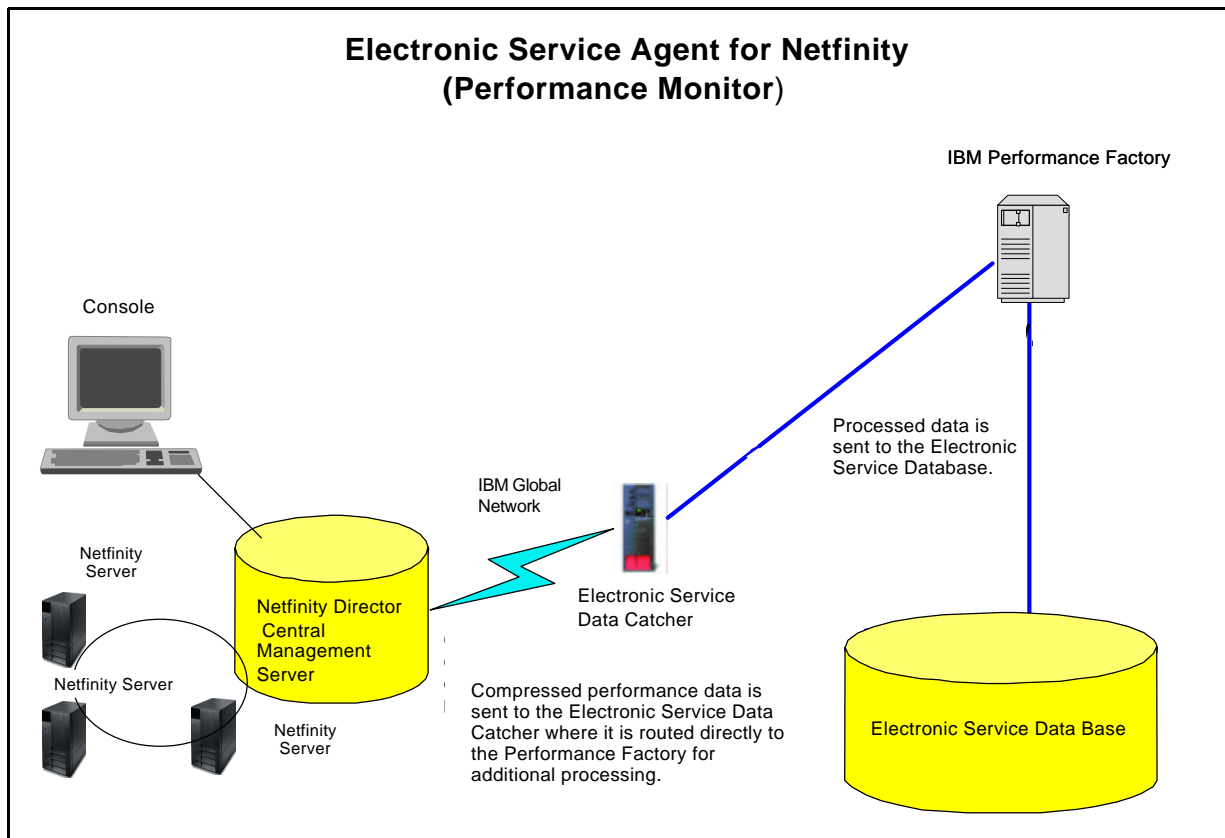 Electronic Service Agent for Netfinity
(Performance Monitor)
IBM Performance Factory
Console
Processed data is
sent to the Electronic
Service Database.
IBM Global
Network
Netfinity
Server
Electronic Service
Data Catcher
Netfinity Director
Central
Management
Server
Netfinity Server
Netfinity
Server
Compressed performance data is
sent to the Electronic Service Data
Catcher where it is routed directly to
the Performance Factory for
additional processing.
Electronic Service Data Base